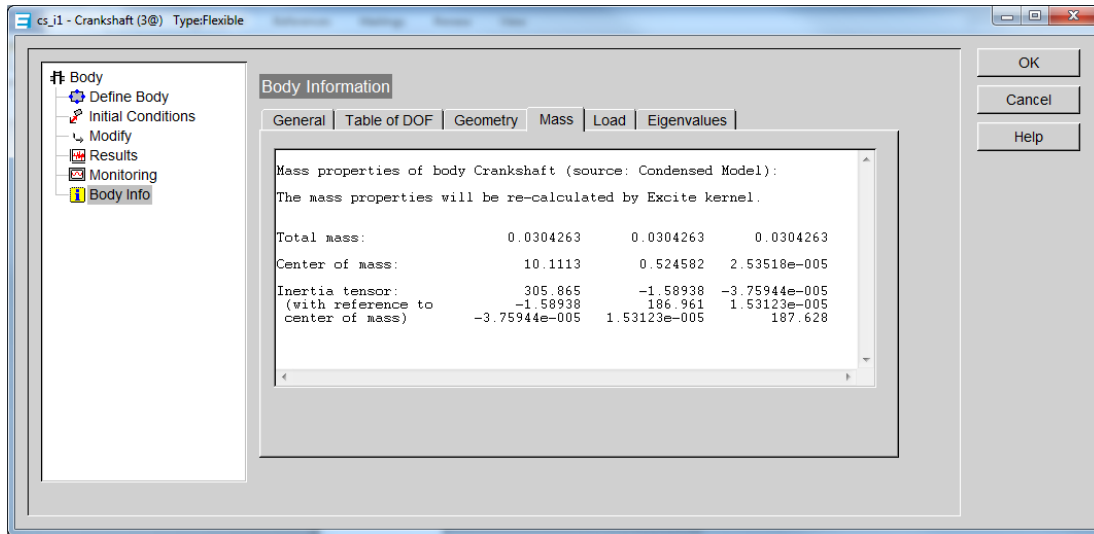 cs_i1 - Crankshaft (3@) Type:Flexible
Body
Define Body
Initial Conditions
Modify
Results
Monitoring
Body Info
Body Information
General Table of DOF Geometry Mass Load Eigenvalues
Mass properties of body Crankshaft (source: Condensed Model):
The mass properties will be re-calculated by Excite kernel.
Total mass: 0.0304263 0.0304263 0.0304263
Center of mass: 10.1113 0.524582 2.53518e-005
Inertia tensor: 305.865 -1.58938 -3.75944e-005
(with reference to -1.58938 186.961 1.53123e-005
center of mass) -3.75944e-005 1.53123e-005 187.628
OK
Cancel
Help